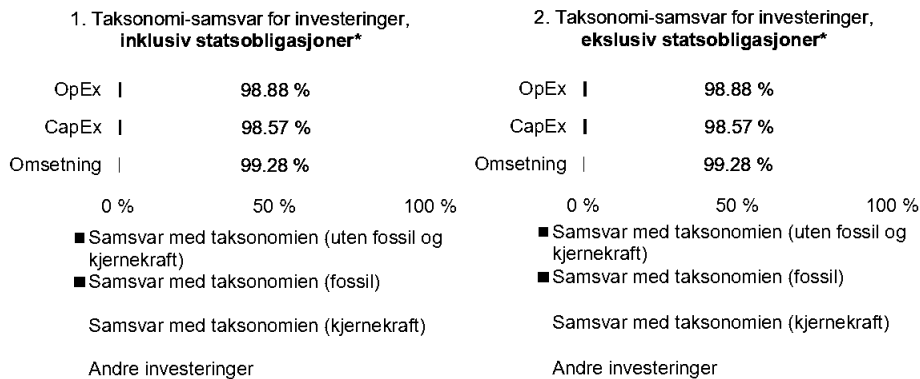 1. Taksonomi-samsvar for investeringer,
inklusiv statsobligasjoner*
OpEx 98.88 %
CapEx 98.57 %
Omsetning 99.28 %
0 % 50 % 100 %
Samsvar med taksonomien (uten fossil og
kjernekraft)
Samsvar med taksonomien (fossil)
Samsvar med taksonomien (kjernekraft)
Andre investeringer
2. Taksonomi-samsvar for investeringer,
ekslusiv statsobligasjoner*
OpEx 98.88 %
CapEx 98.57 %
Omsetning 99.28 %
0 % 50 % 100 %
Samsvar med taksonomien (uten fossil og
kjernekraft)
Samsvar med taksonomien (fossil)
Samsvar med taksonomien (kjernekraft)
Andre investeringer